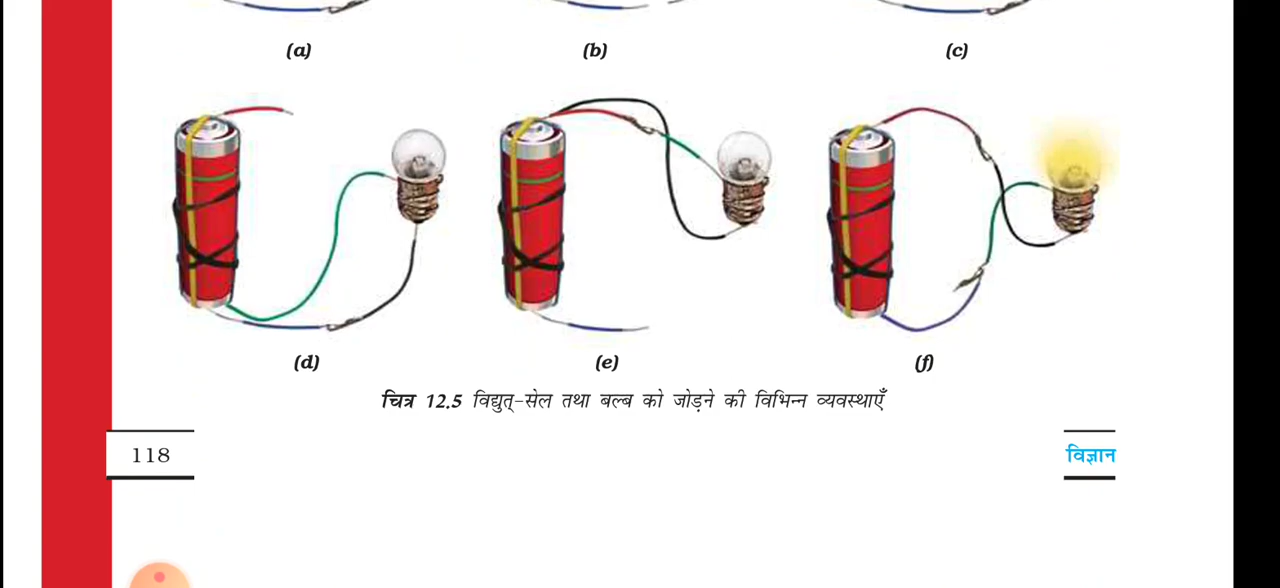 (a) (b) (c)
(d) (e) (f)
चित्र 12.5 विद्युत्-सेल तथा बल्ब को जोड़ने की विभिन्न व्यवस्थाएँ
118
विज्ञान